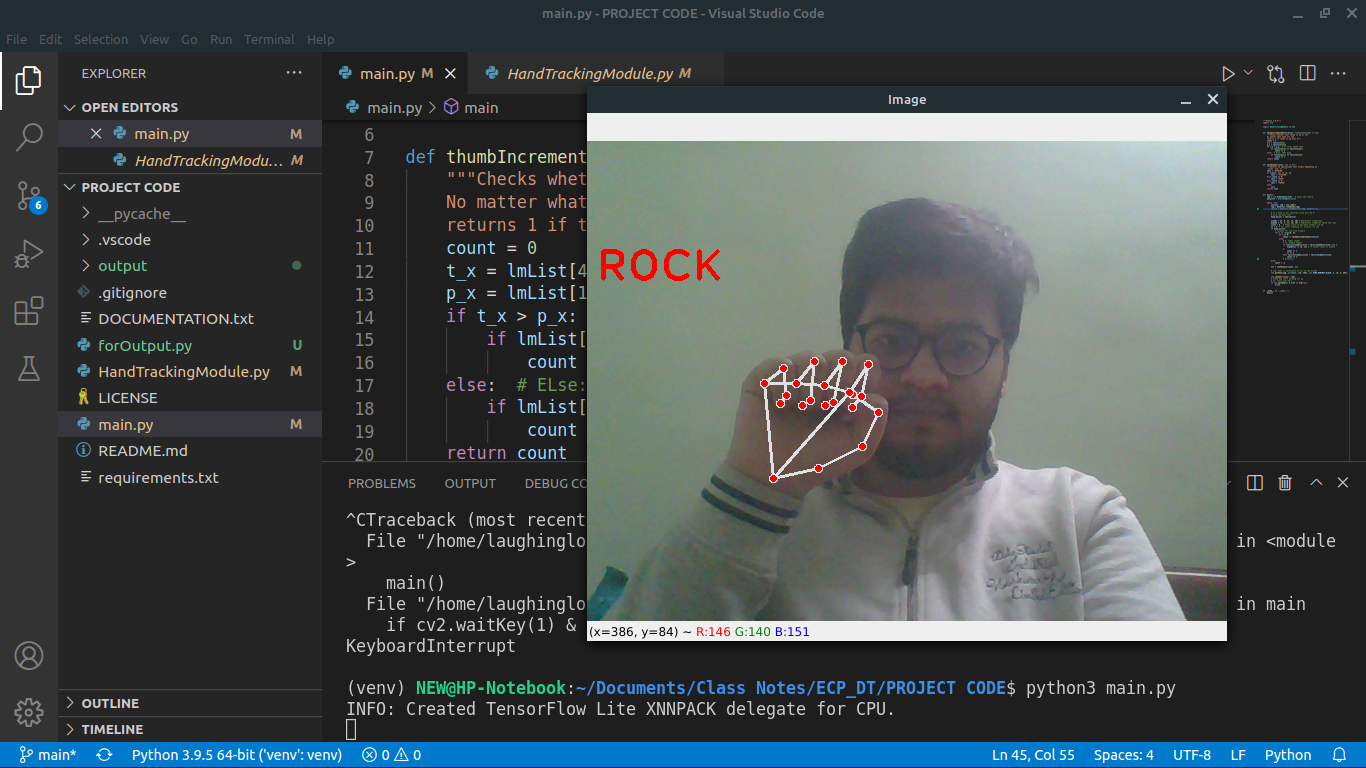 main.py - PROJECT CODE - Visual Studio Code
File Edit Selection View Go Run Terminal Help
EXPLORER
OPEN EDITORS
main.py M
HandTrackingModu... M
PROJECT CODE
__pycache__
.vscode
output
.gitignore
DOCUMENTATION.txt
forOutput.py U
HandTrackingModule.py M
LICENSE
main.py M
README.md
requirements.txt
OUTLINE
TIMELINE
6
main.py M HandTrackingModule.py M
main.py > main
6
7 def thumbIncrement
8 """Checks whet
9 No matter what
10 returns 1 if t
11 count = 0
12 t_x = lmList[4
13 p_x = lmList[1
14 if t_x > p_x:
15 if lmList[
16 count
17 else: # ELse:
18 if lmList[
19 count
20 return count
Image
ROCK
(x=386, y=84) ~ R:146 G:140 B:151
PROBLEMS OUTPUT DEBUG CO
^CTraceback (most recent
File "/home/laughinglo in <module
>
main()
File "/home/laughinglo in main
if cv2.waitKey(1) &
KeyboardInterrupt
(venv) NEW@HP-Notebook:~/Documents/Class Notes/ECP_DT/PROJECT CODE$ python3 main.py
INFO: Created TensorFlow Lite XNNPACK delegate for CPU.
main* Python 3.9.5 64-bit ('venv': venv) 0 0 Ln 45, Col 55 Spaces: 4 UTF-8 LF Python